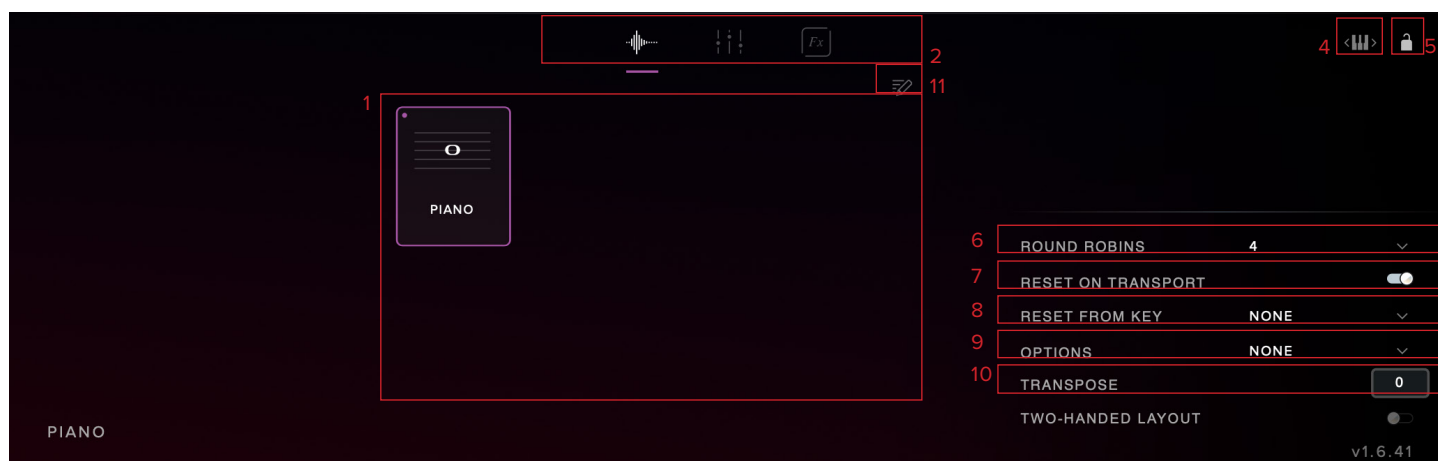 Fx
2
4
5
11
1
PIANO
6 ROUND ROBINS 4
7 RESET ON TRANSPORT
8 RESET FROM KEY NONE
9 OPTIONS NONE
10 TRANSPOSE 0
TWO-HANDED LAYOUT
PIANO
v1.6.41